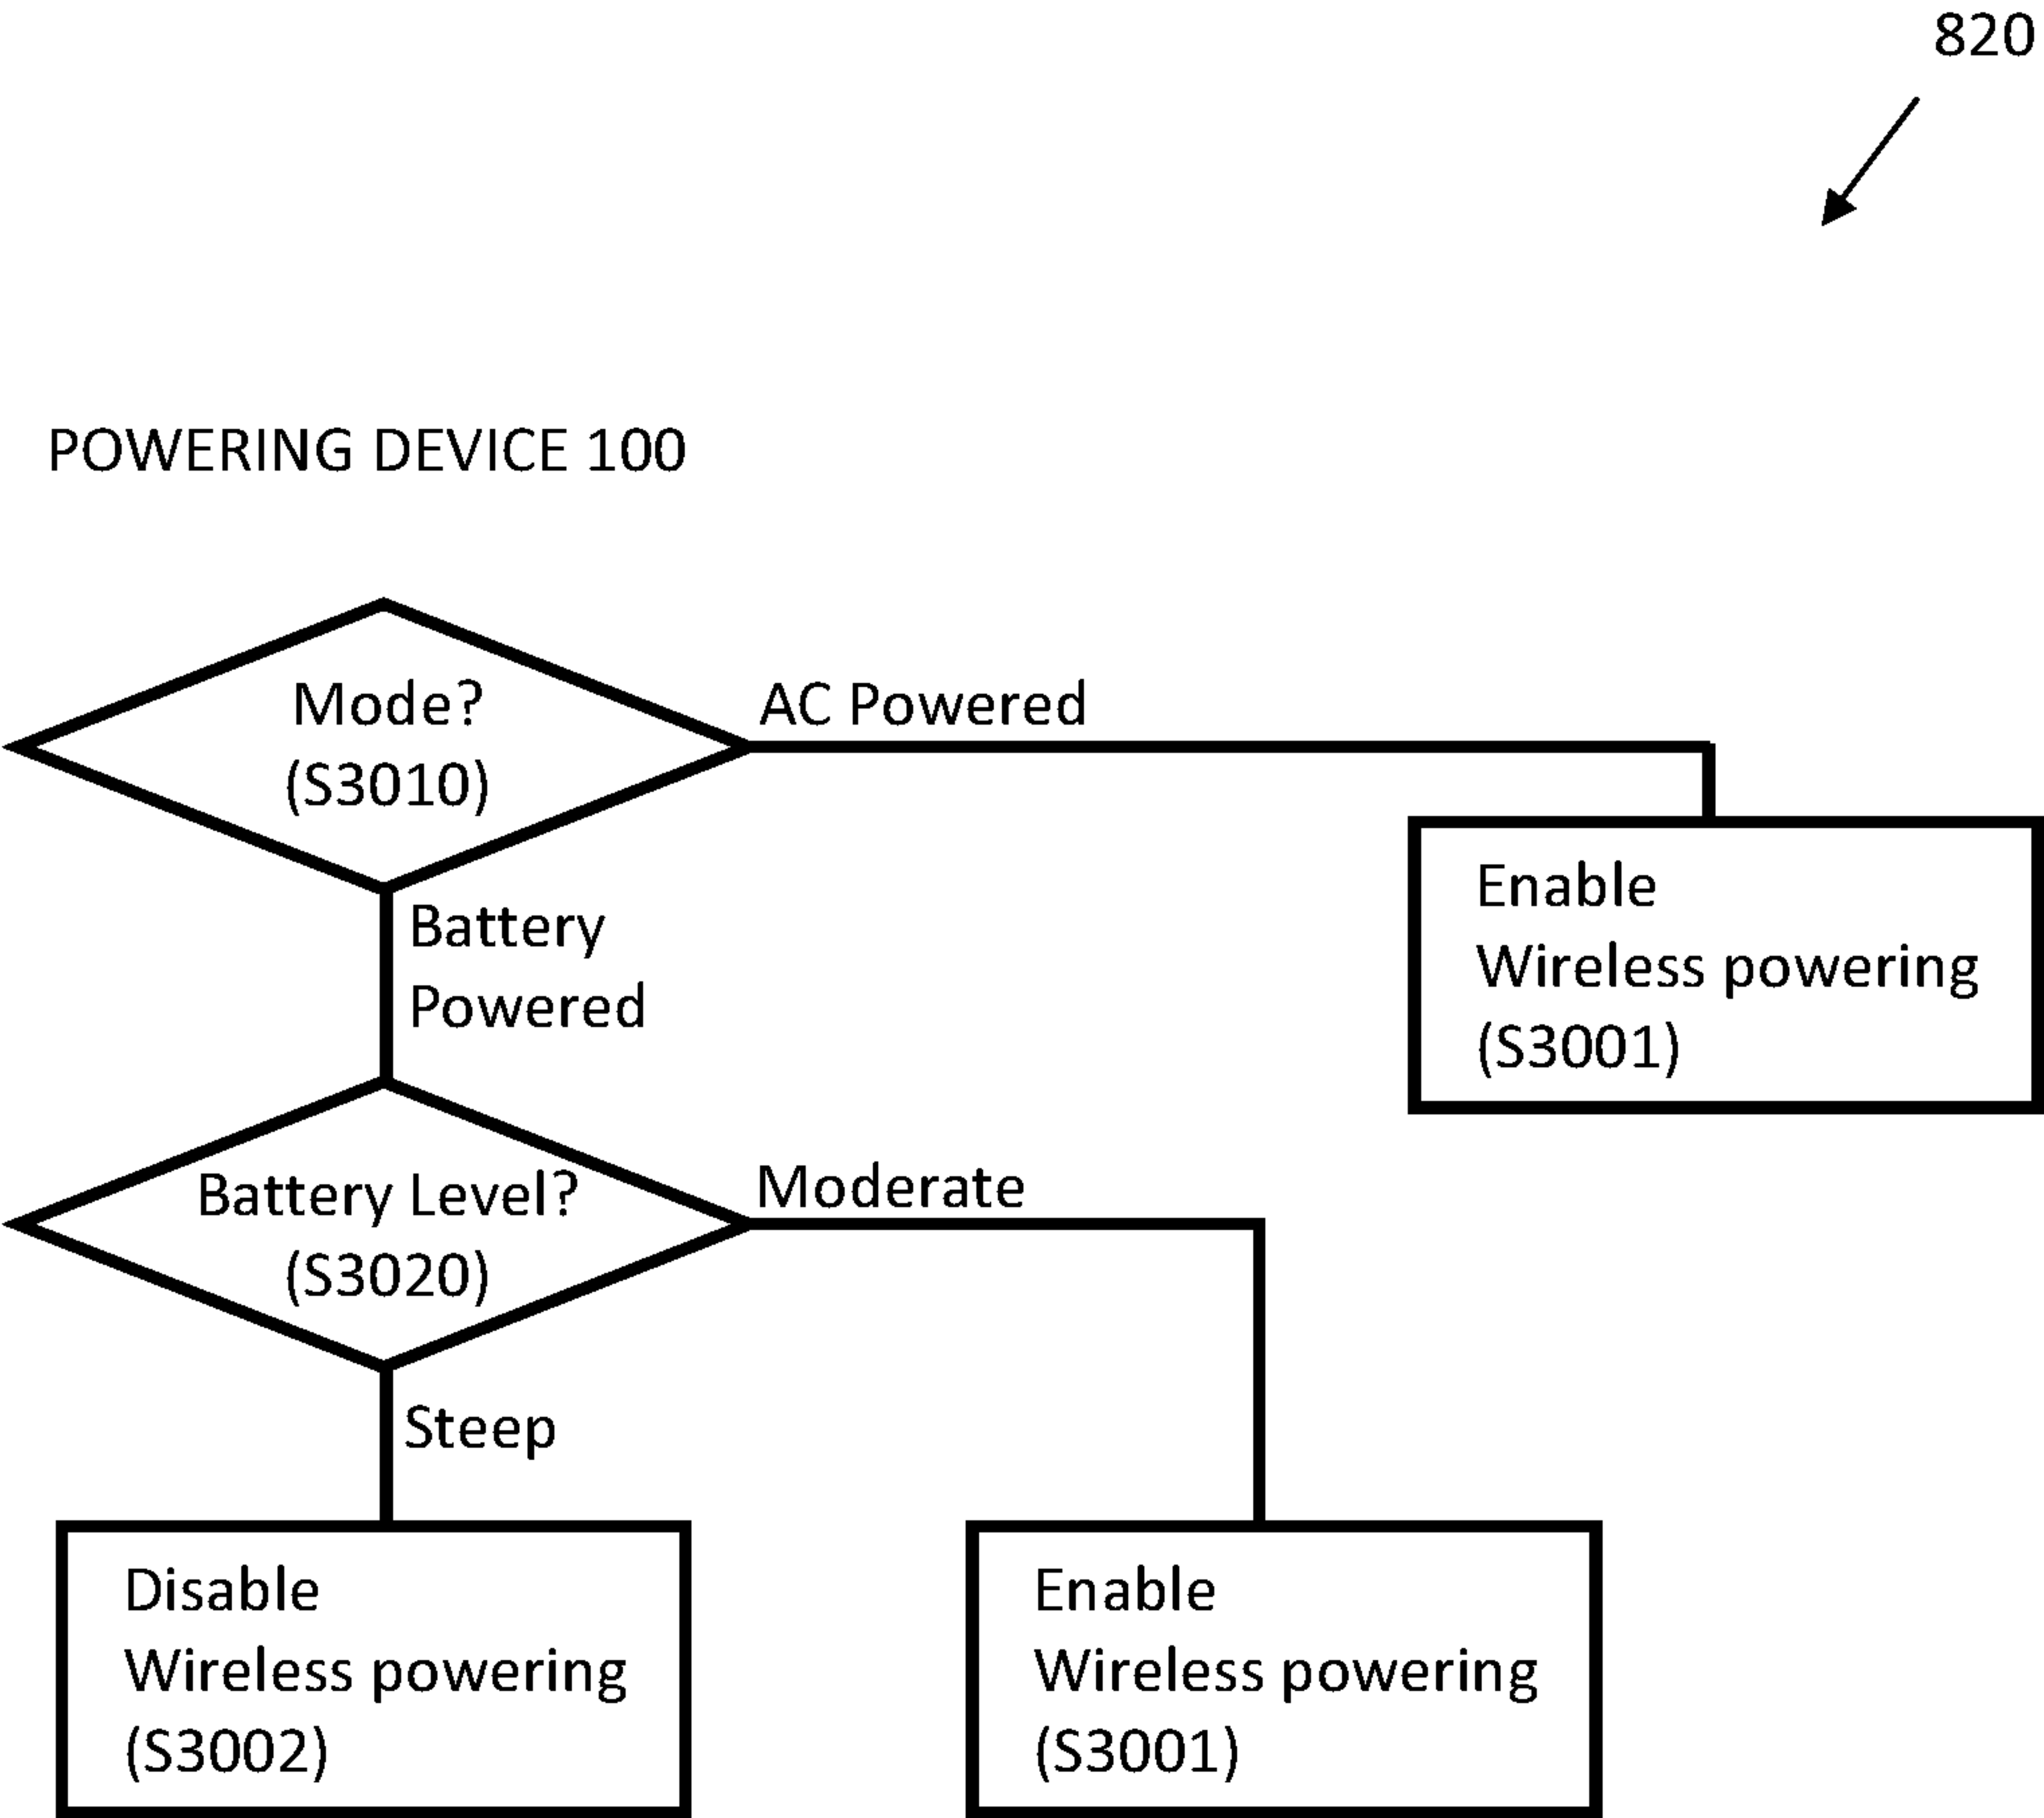 820
POWERING DEVICE 100
Mode?
(S3010)
AC Powered
Enable
Wireless powering
(S3001)
Battery
Powered
Battery Level?
(S3020)
Moderate
Steep
Disable
Wireless powering
(S3002)
Enable
Wireless powering
(S3001)